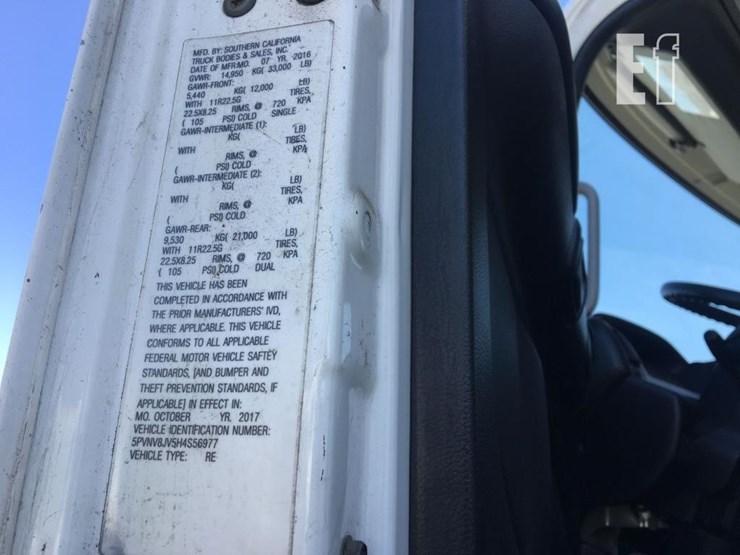 Ef
MFD. BY: SOUTHERN CALIFORNIA
TRUCK BODIES & SALES, INC.
DATE OF MFR:MO. 07 YR. 2016
GVWR: 14,950 KG( 33,000 LB)
GAWR-FRONT:
5,440 KG( 12,000 LB)
WITH 11R22.5G TIRES,
22.5X8.25 RIMS, @ 720 KPA
( 105 PSI) COLD SINGLE
GAWR-INTERMEDIATE (1):
KG( LB)
WITH TIRES,
RIMS, @ KPA
( PSI) COLD
GAWR-INTERMEDIATE (2):
KG( LB)
WITH TIRES,
RIMS, @ KPA
( PSI) COLD
GAWR-REAR:
9,530 KG( 21,000 LB)
WITH 11R22.5G TIRES,
22.5X8.25 RIMS, @ 720 KPA
( 105 PSI) COLD DUAL
THIS VEHICLE HAS BEEN
COMPLETED IN ACCORDANCE WITH
THE PRIOR MANUFACTURERS' IVD,
WHERE APPLICABLE. THIS VEHICLE
CONFORMS TO ALL APPLICABLE
FEDERAL MOTOR VEHICLE SAFTEY
STANDARDS, [AND BUMPER AND
THEFT PREVENTION STANDARDS, IF
APPLICABLE] IN EFFECT IN:
MO. OCTOBER YR. 2017
VEHICLE IDENTIFICATION NUMBER:
5PVNV8JV5H4S56977
VEHICLE TYPE: RE